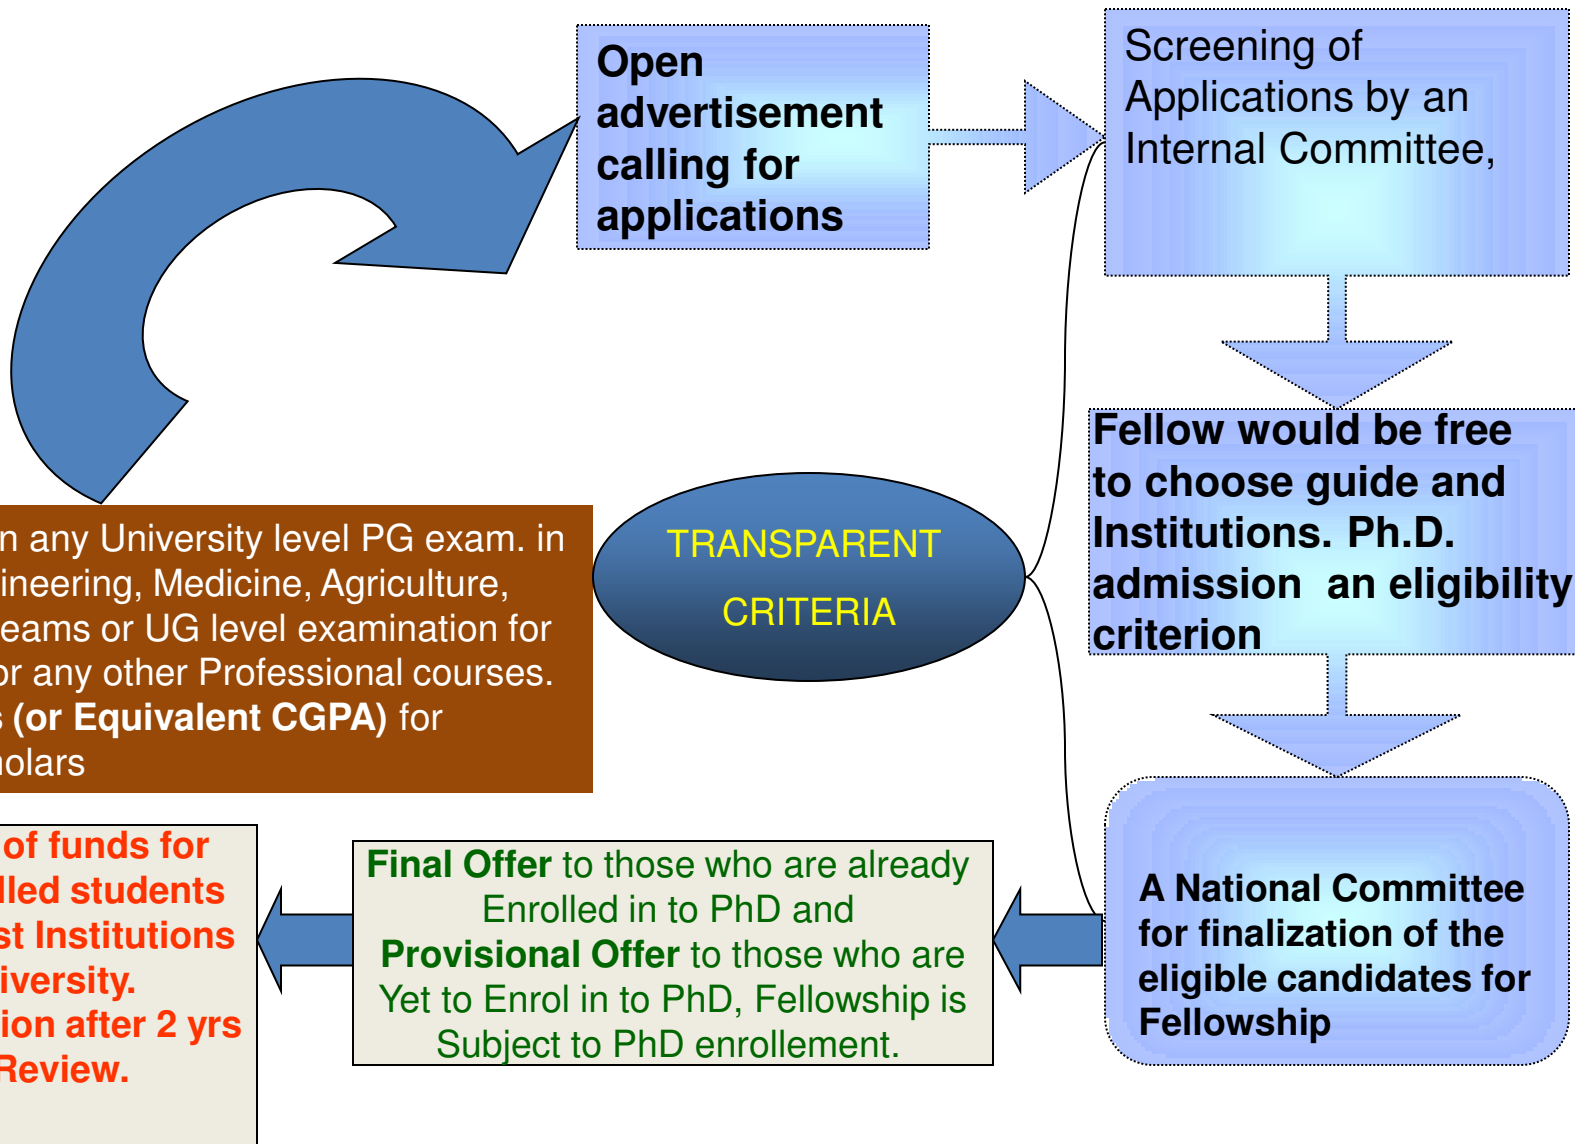 Open
advertisement
calling for
applications
Screening of
Applications by an
Internal Committee,
Fellow would be free
to choose guide and
Institutions. Ph.D.
admission an eligibility
criterion
TRANSPARENT
CRITERIA
n any University level PG exam. in
ineering, Medicine, Agriculture,
eams or UG level examination for
or any other Professional courses.
s (or Equivalent CGPA) for
olars
A National Committee
for finalization of the
eligible candidates for
Fellowship
Final Offer to those who are already
Enrolled in to PhD and
Provisional Offer to those who are
Yet to Enrol in to PhD, Fellowship is
Subject to PhD enrollement.
of funds for
lled students
st Institutions
iversity.
ion after 2 yrs
Review.